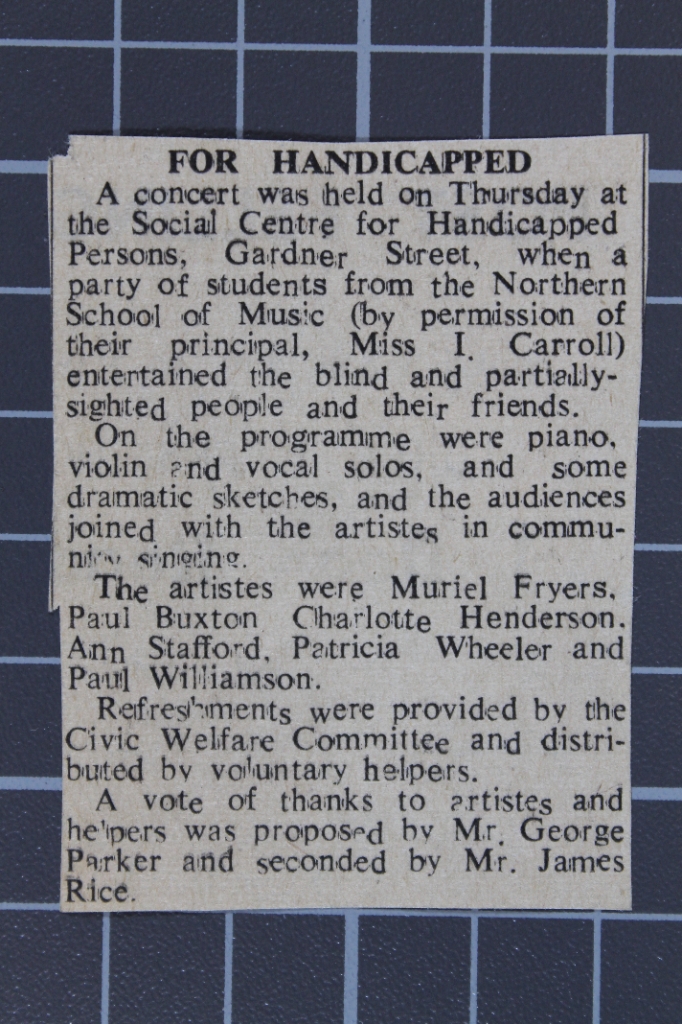 FOR HANDICAPPED
A concert was held on Thursday at
the Social Centre for Handicapped
Persons, Gardner Street, when a
party of students from the Northern
School of Music (by permission of
their principal, Miss I. Carroll)
entertained the blind and partially-
sighted people and their friends.
On the programme were piano,
violin and vocal solos, and some
dramatic sketches, and the audiences
joined with the artistes in commu-
nity singing.
The artistes were Muriel Fryers,
Paul Buxton Charlotte Henderson.
Ann Stafford, Patricia Wheeler and
Paul Williamson.
Refreshments were provided by the
Civic Welfare Committee and distri-
buted by voluntary helpers.
A vote of thanks to artistes and
helpers was proposed by Mr. George
Parker and seconded by Mr. James
Rice.